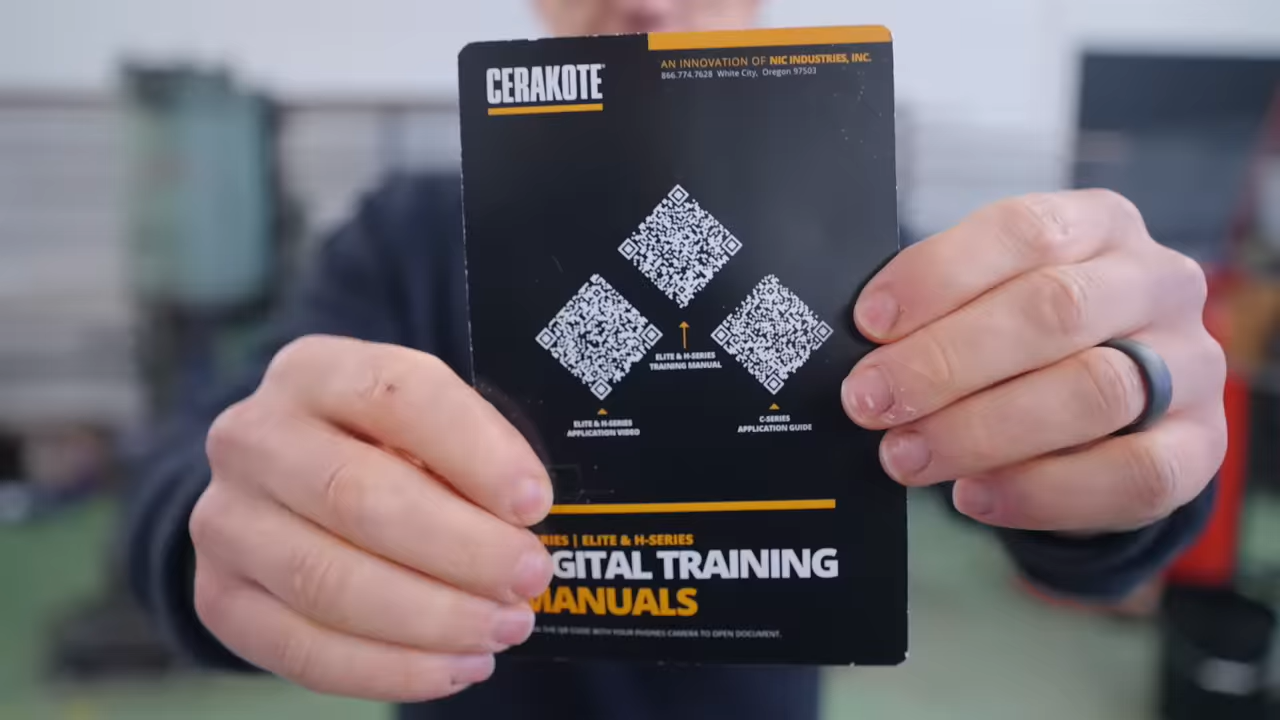 CERAKOTE
AN INNOVATION OF NIC INDUSTRIES, INC.
866.774.7628 White City, Oregon 97503
ELITE & H-SERIES
TRAINING MANUAL
ELITE & H-SERIES
APPLICATION VIDEO
C-SERIES
APPLICATION GUIDE
RIES | ELITE & H-SERIES
GITAL TRAINING
MANUALS
THE QR CODE WITH YOUR PHONES CAMERA TO OPEN DOCUMENT.